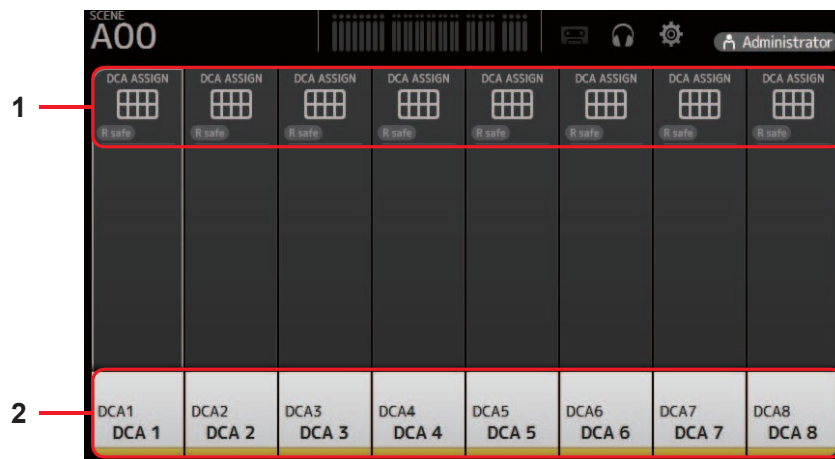 SCENE
A00
Administrator
1
DCA ASSIGN DCA ASSIGN DCA ASSIGN DCA ASSIGN DCA ASSIGN DCA ASSIGN DCA ASSIGN DCA ASSIGN
R safe R safe R safe R safe R safe R safe R safe R safe
2
DCA1 DCA2 DCA3 DCA4 DCA5 DCA6 DCA7 DCA8
DCA 1 DCA 2 DCA 3 DCA 4 DCA 5 DCA 6 DCA 7 DCA 8